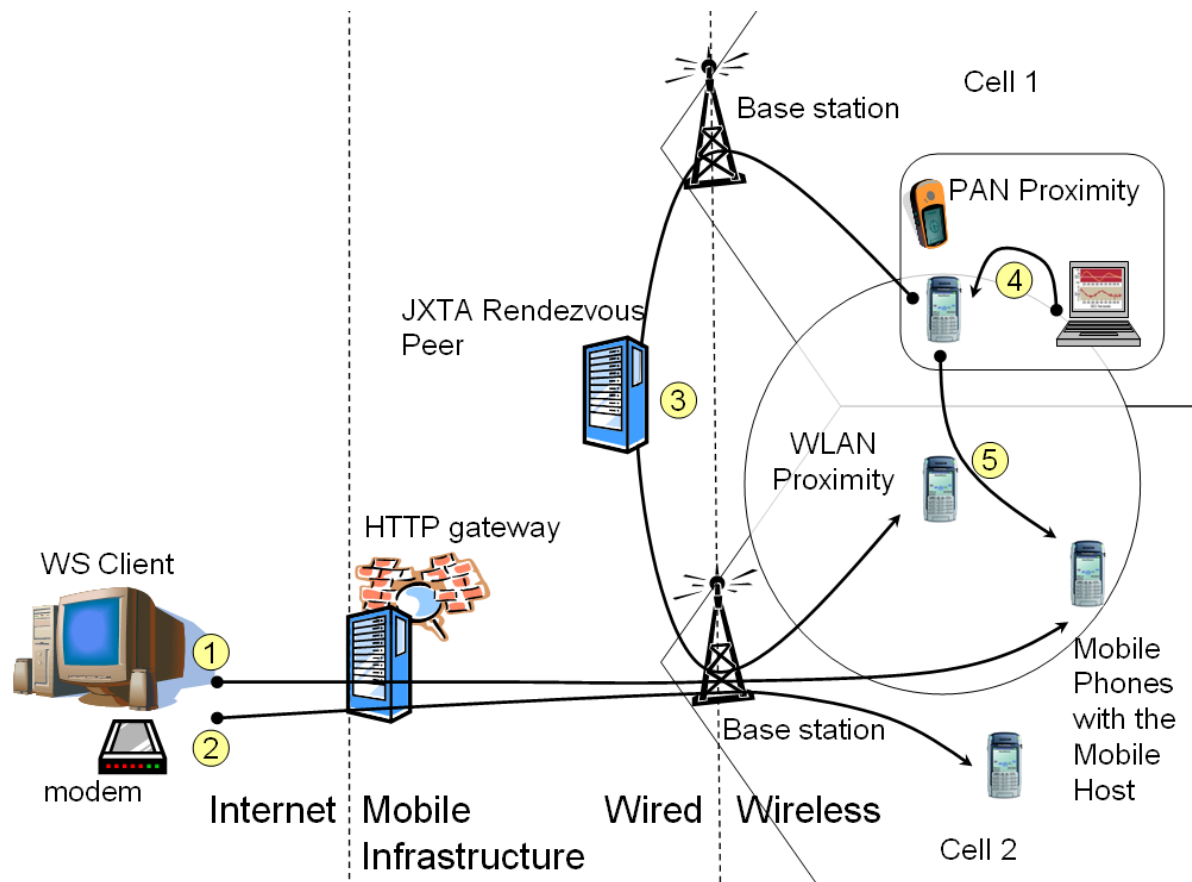 Cell 1
Base station
PAN Proximity
4
JXTA Rendezvous
Peer
3
WLAN
Proximity
5
HTTP gateway
WS Client
1
2
modem
Base station
Mobile
Phones
with the
Mobile
Host
Internet
Mobile
Infrastructure
Wired
Wireless
Cell 2